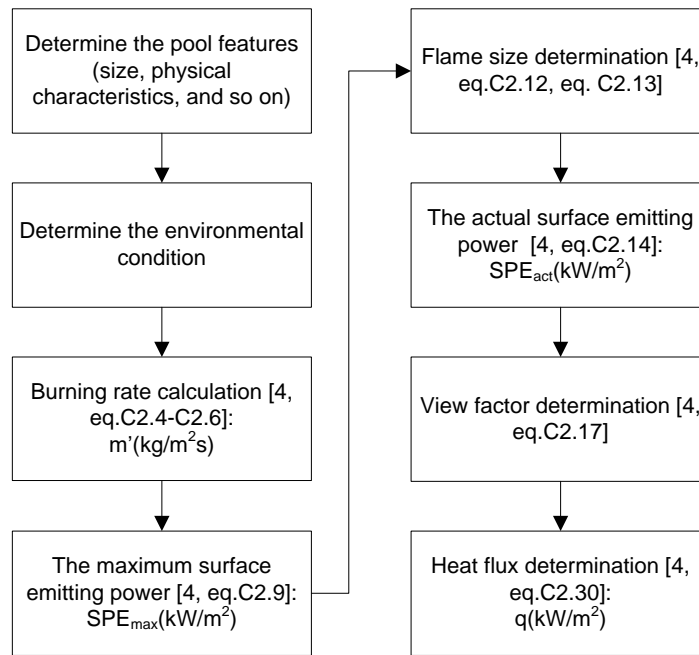 Determine the pool features
(size, physical
characteristics, and so on)
Determine the environmental
condition
Burning rate calculation [4,
eq.C2.4-C2.6]:
m’(kg/m²s)
The maximum surface
emitting power [4, eq.C2.9]:
SPEmax(kW/m²)
Flame size determination [4,
eq.C2.12, eq. C2.13]
The actual surface emitting
power [4, eq.C2.14]:
SPEact(kW/m²)
View factor determination [4,
eq.C2.17]
Heat flux determination [4,
eq.C2.30]:
q(kW/m²)